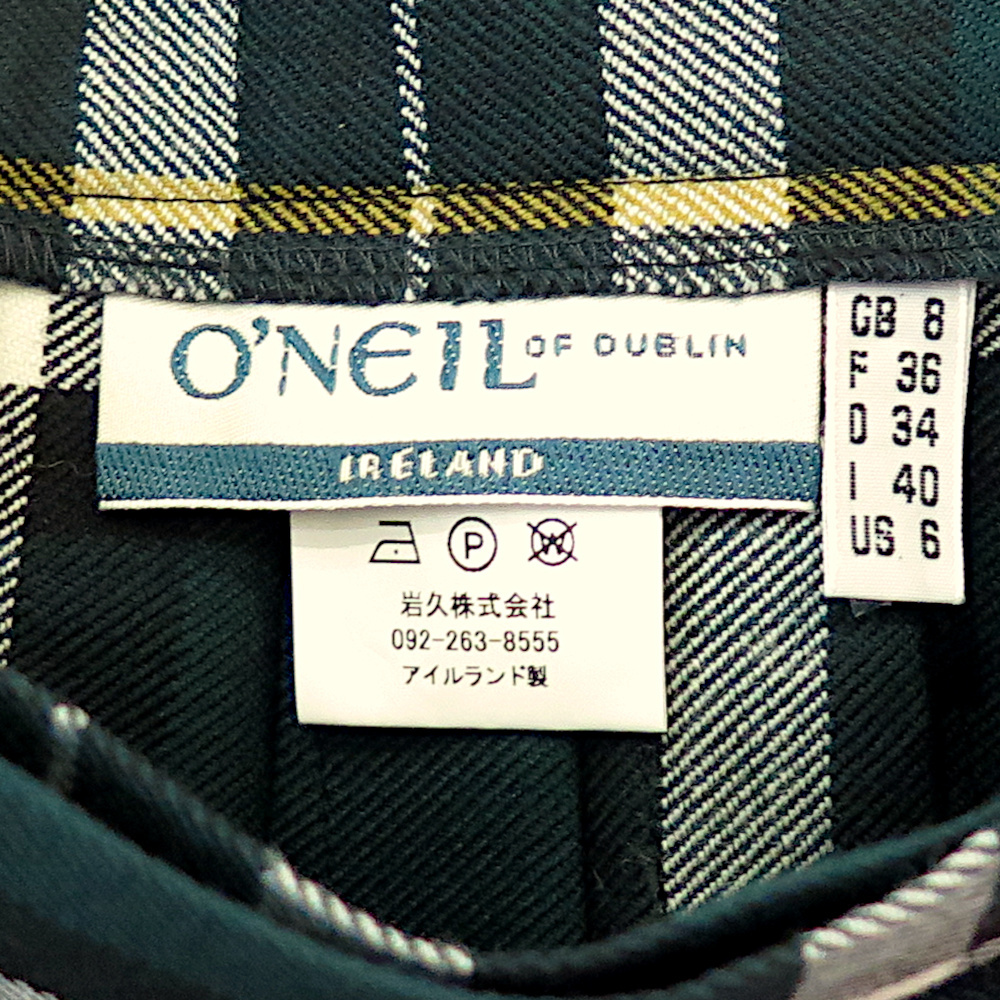 O'NEIL OF DUBLIN
IRELAND
GB 8
F 36
D 34
I 40
US 6
P
W
岩久株式会社
092-263-8555
アイルランド製